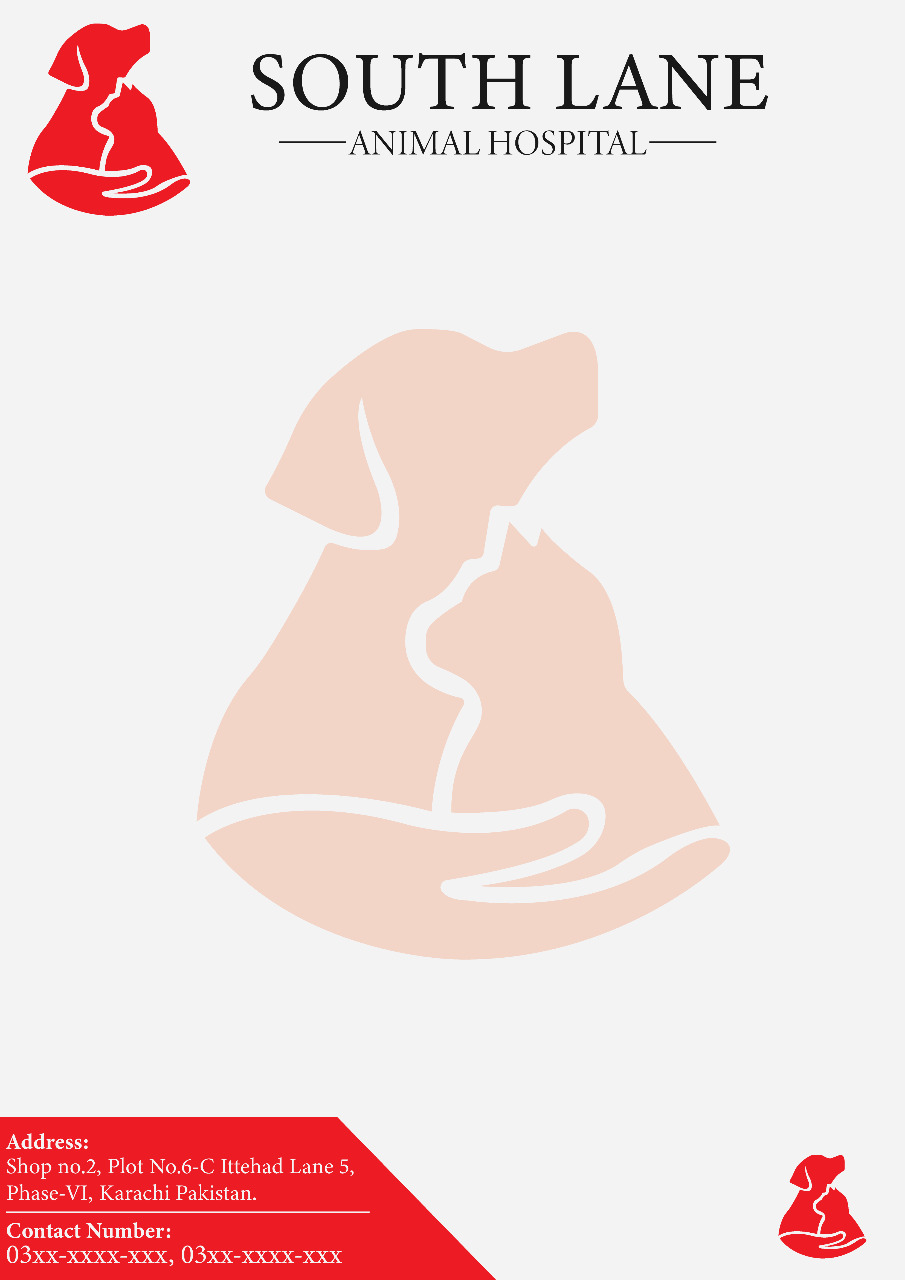 SOUTH LANE
ANIMAL HOSPITAL
Address:
Shop no.2, Plot No.6-C Ittehad Lane 5,
Phase-VI, Karachi Pakistan.
Contact Number:
03xx-xxxx-xxx, 03xx-xxxx-xxx